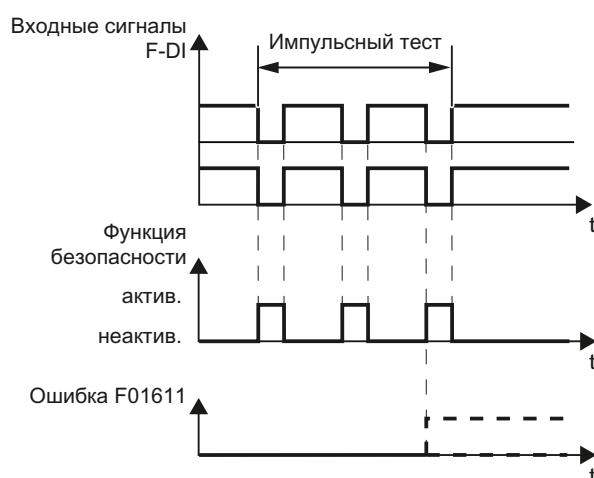 Входные сигналы
F-DI
Импульсный тест
t
Функция
безопасности
актив.
неактив.
t
Ошибка F01611
t